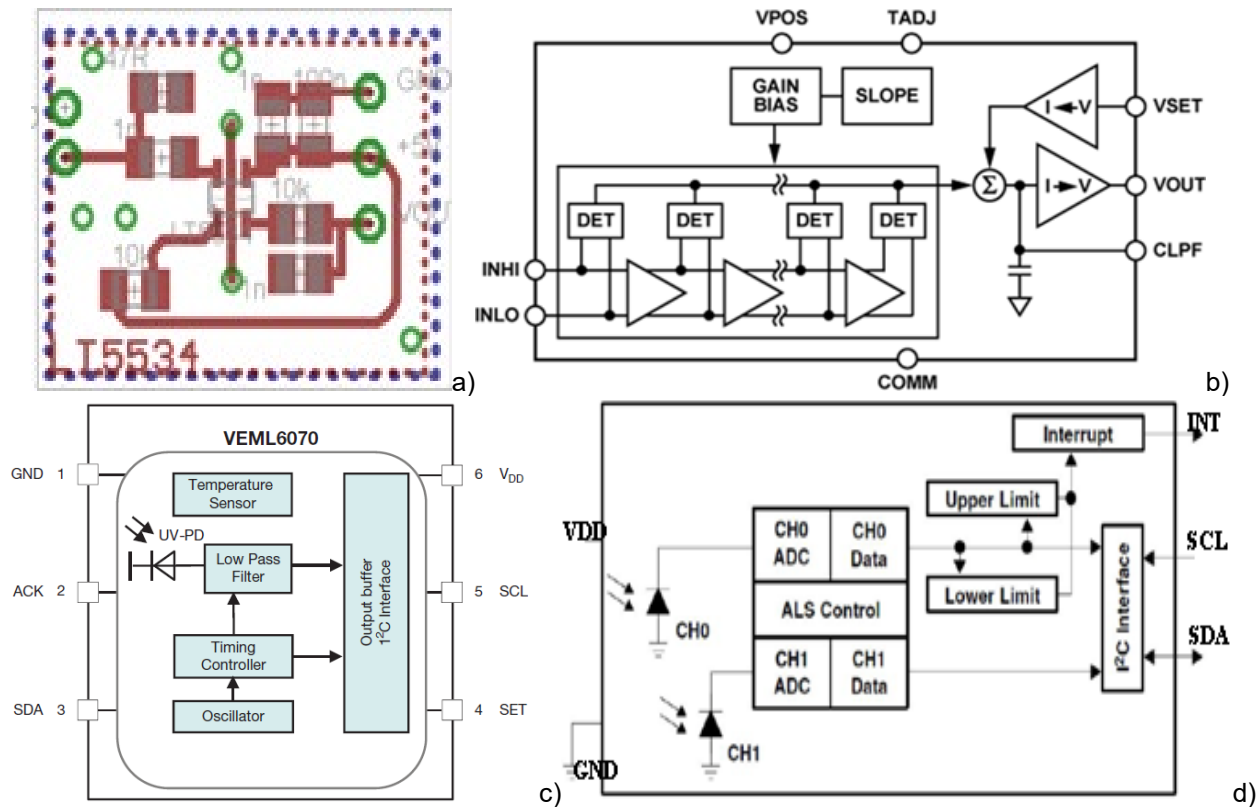 47R
1n
100n
GND
1n
+5V
10k
VOUT
10k
1n
LT5534
a)
VPOS TADJ
GAIN BIAS
SLOPE
VSET
I V
Σ
I V
VOUT
DET DET DET DET
CLPF
INHI
INLO
COMM
b)
VEML6070
GND 1
6 VDD
Temperature
Sensor
UV-PD
Low Pass
Filter
ACK 2
5 SCL
Output buffer
1²C Interface
Timing
Controller
SDA 3
4 SET
Oscillator
c)
INT
Interrupt
Upper Limit
VDD
CH0 CH0
ADC Data
SCL
Lower Limit
ALS Control
I²C Interface
CH0
SDA
CH1 CH1
ADC Data
CH1
GND
d)